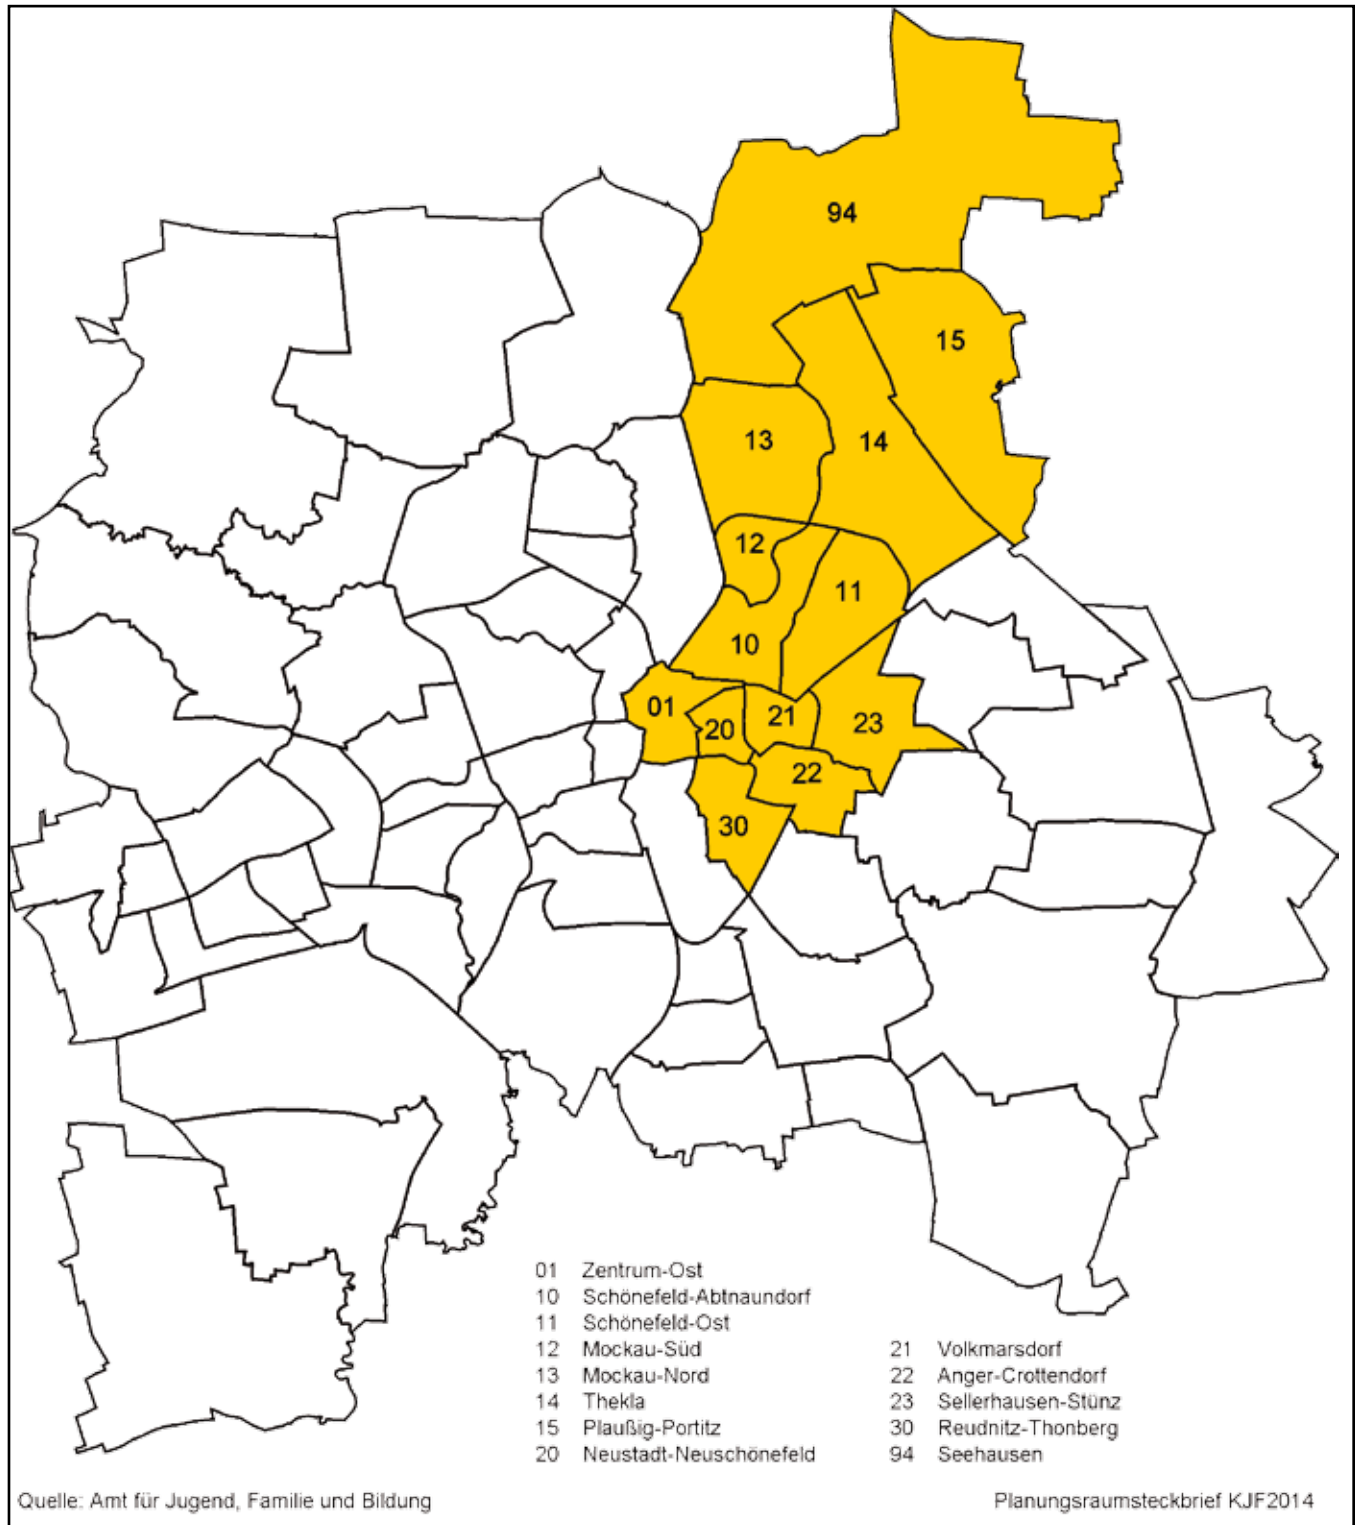 94
15
13
14
12
11
10
01
21
20
23
22
30
01 Zentrum-Ost
10 Schönefeld-Abtnaundorf
11 Schönefeld-Ost
12 Mockau-Süd
13 Mockau-Nord
14 Thekla
15 Plaußig-Portitz
20 Neustadt-Neuschönefeld
21 Volkmarsdorf
22 Anger-Crottendorf
23 Sellerhausen-Stünz
30 Reudnitz-Thonberg
94 Seehausen
Quelle: Amt für Jugend, Familie und Bildung
Planungsraumsteckbrief KJF2014